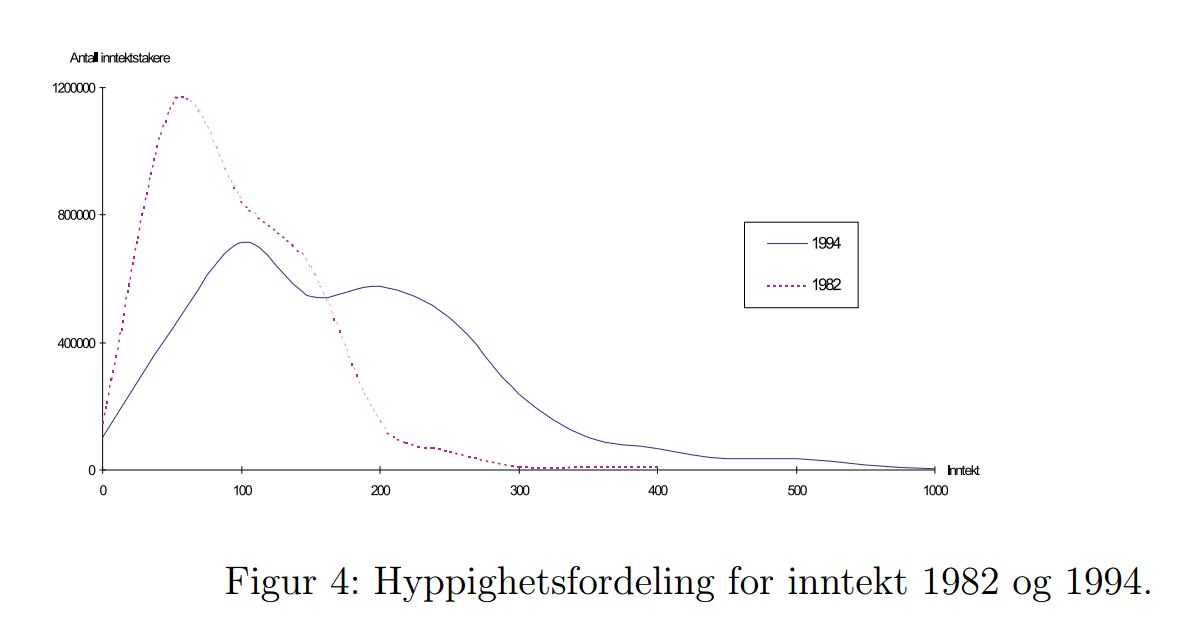 Antall inntektstakere
1200000
800000
400000
0
0 100 200 300 400 500 1000
Inntekt
1994
1982
Figur 4: Hyppighetsfordeling for inntekt 1982 og 1994.